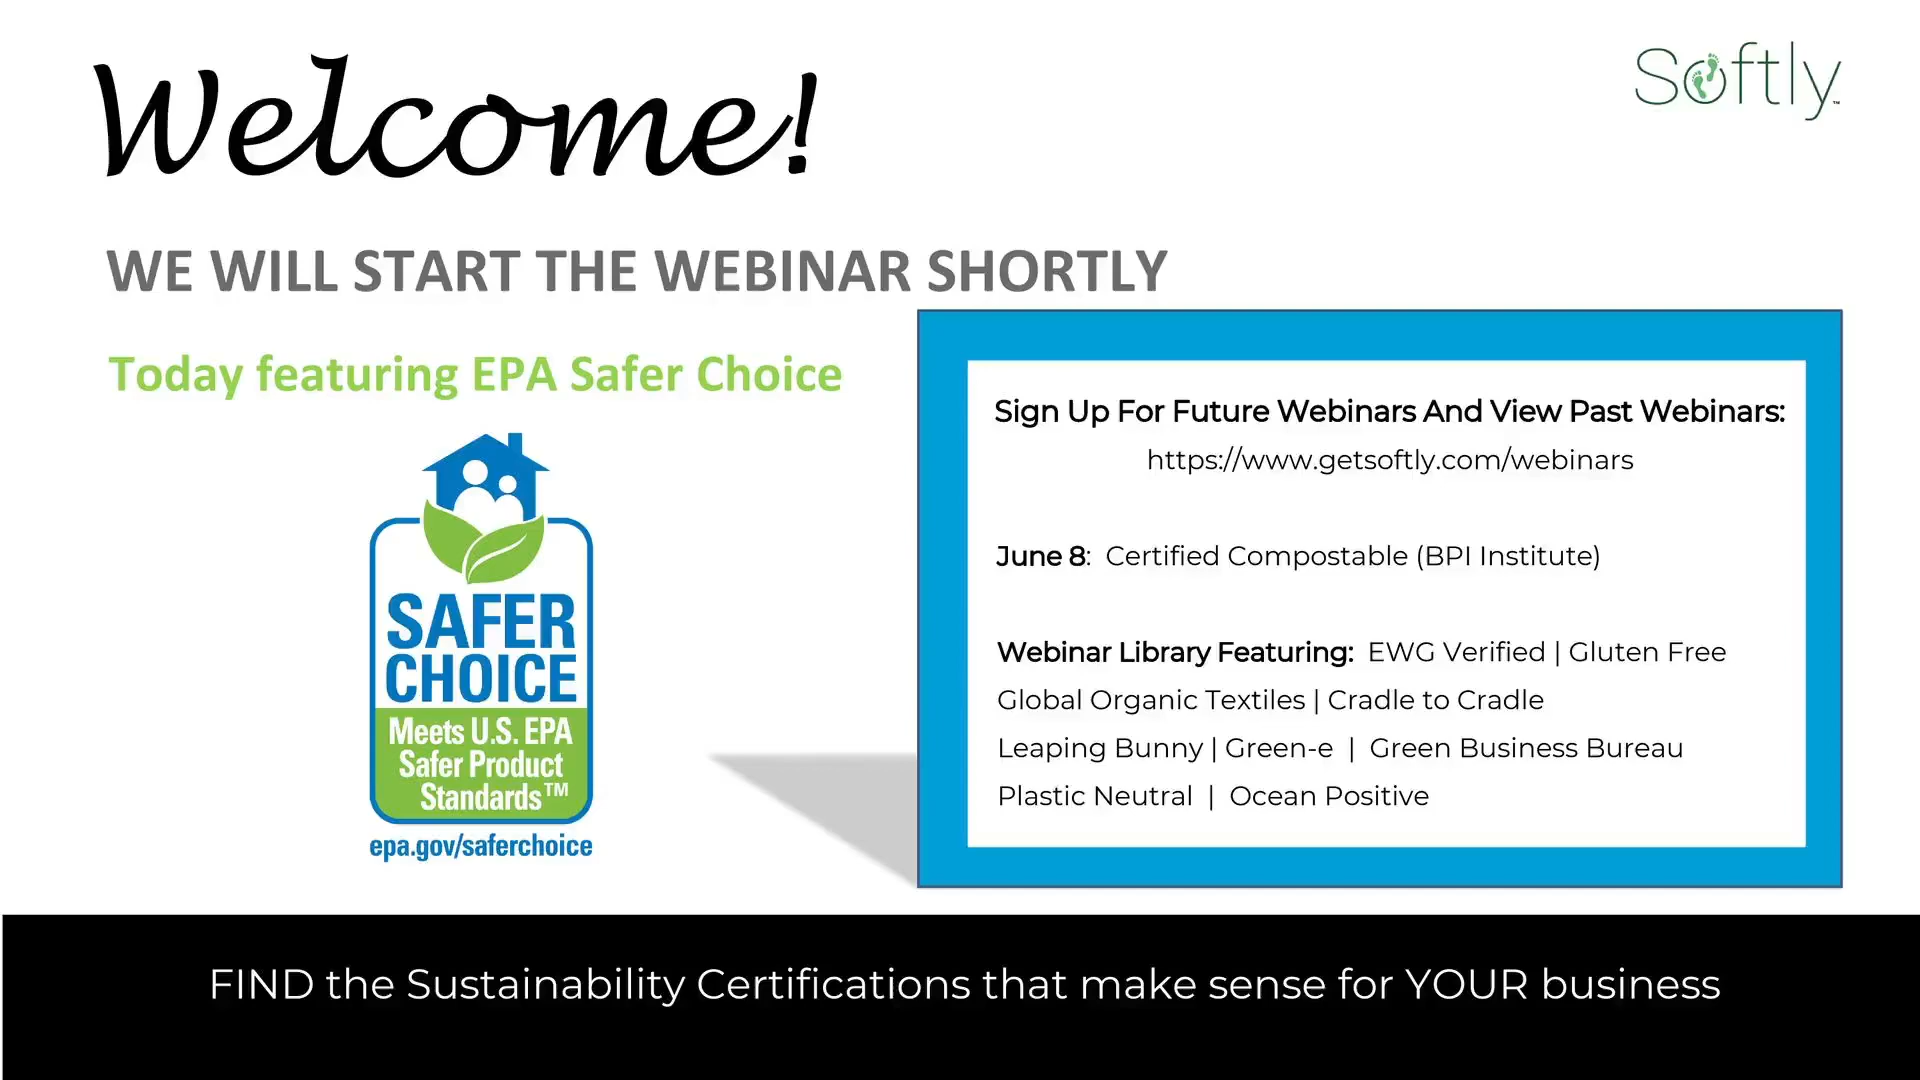 Welcome!
Softly™
WE WILL START THE WEBINAR SHORTLY
Today featuring EPA Safer Choice
SAFER
CHOICE
Meets U.S. EPA
Safer Product
Standards™
epa.gov/saferchoice
Sign Up For Future Webinars And View Past Webinars:
https://www.getsoftly.com/webinars
June 8:  Certified Compostable (BPI Institute)
Webinar Library Featuring:  EWG Verified | Gluten Free
Global Organic Textiles | Cradle to Cradle
Leaping Bunny | Green-e  |  Green Business Bureau
Plastic Neutral  |  Ocean Positive
FIND the Sustainability Certifications that make sense for YOUR business